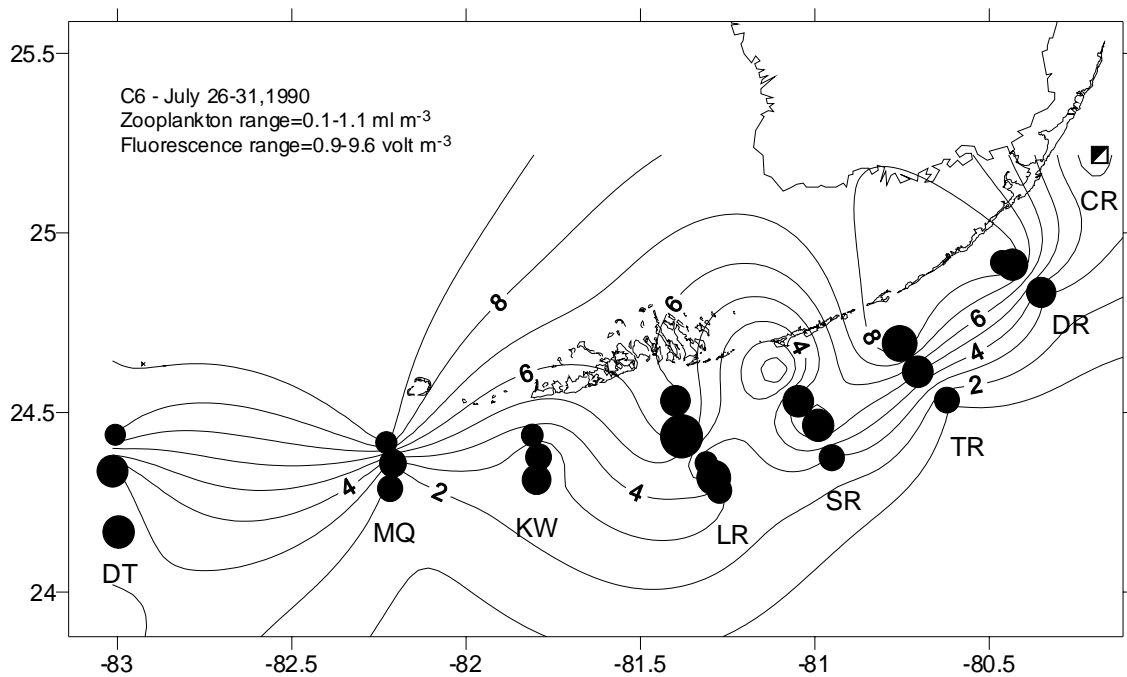 25.5
C6 - July 26-31,1990
Zooplankton range=0.1-1.1 ml m-3
Fluorescence range=0.9-9.6 volt m-3
CR
25
8
6
6
DR
8
4
4
6
2
24.5
TR
4
2
4
SR
MQ
KW
LR
DT
24
-83
-82.5
-82
-81.5
-81
-80.5